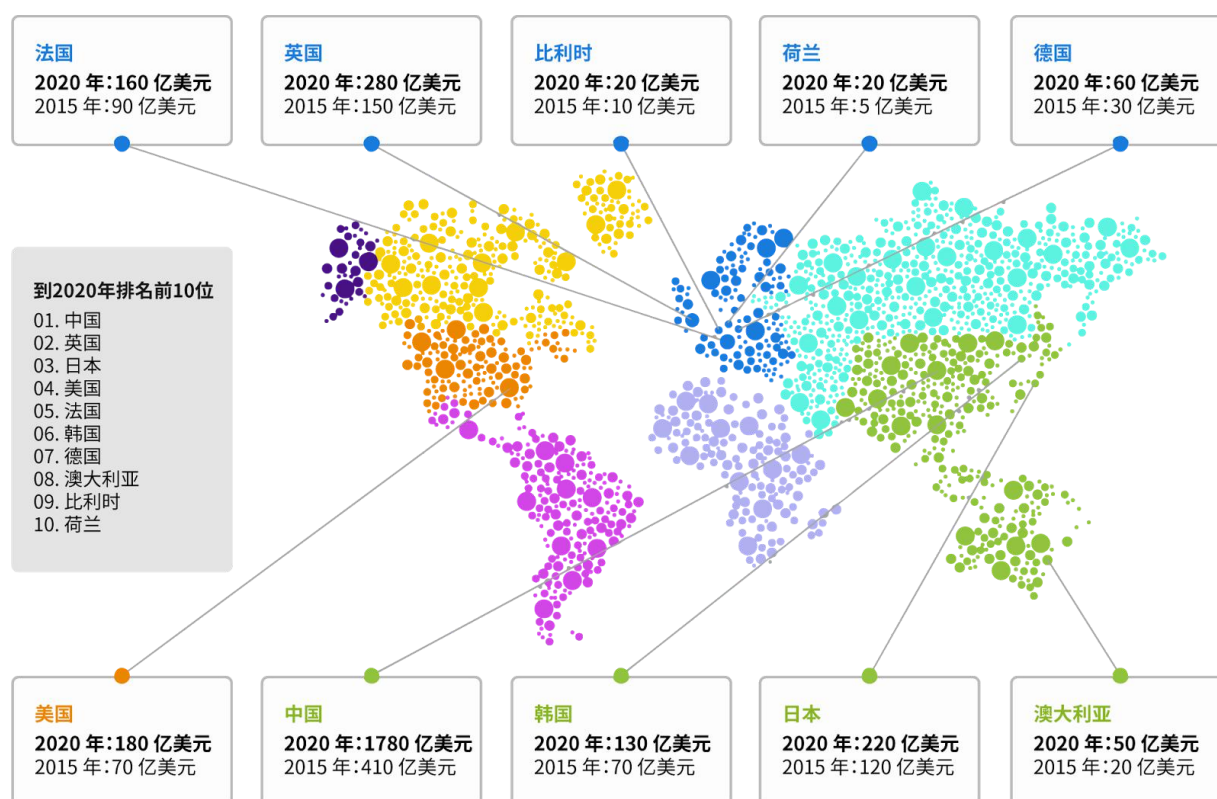 法国
2020 年：160 亿美元
2015 年：90 亿美元
英国
2020 年：280 亿美元
2015 年：150 亿美元
比利时
2020 年：20 亿美元
2015 年：10 亿美元
荷兰
2020 年：20 亿美元
2015 年：5 亿美元
德国
2020 年：60 亿美元
2015 年：30 亿美元
到2020年排名前10位
01. 中国
02. 英国
03. 日本
04. 美国
05. 法国
06. 韩国
07. 德国
08. 澳大利亚
09. 比利时
10. 荷兰
美国
2020 年：180 亿美元
2015 年：70 亿美元
中国
2020 年：1780 亿美元
2015 年：410 亿美元
韩国
2020 年：130 亿美元
2015 年：70 亿美元
日本
2020 年：220 亿美元
2015 年：120 亿美元
澳大利亚
2020 年：50 亿美元
2015 年：20 亿美元